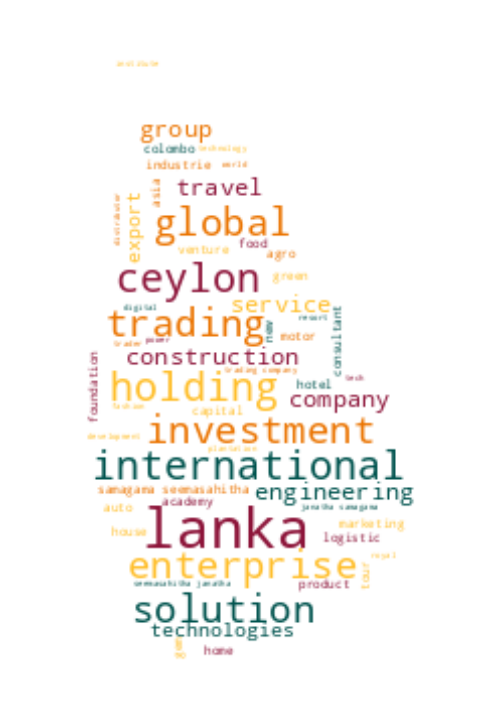 institute
group
colombo technology
industrie world
asia travel
distributor export global
venture food
agro
ceylon green
digital service
resort
trading new motor consultant
trader power
construction
trading company
foundation holding hotel tech
company
fashion capital
development investment
plantation
international
samagama seemasahitha engineering
academy
auto lanka janatha samagama
house marketing
logistic
enterprise royal
tour
seemasahitha janatha product
solution
technologies
home